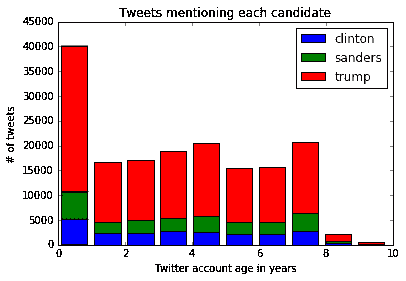 Tweets mentioning each candidate
45000
40000
35000
30000
25000
20000
15000
10000
5000
0
# of tweets
clinton
sanders
trump
0 2 4 6 8 10
Twitter account age in years